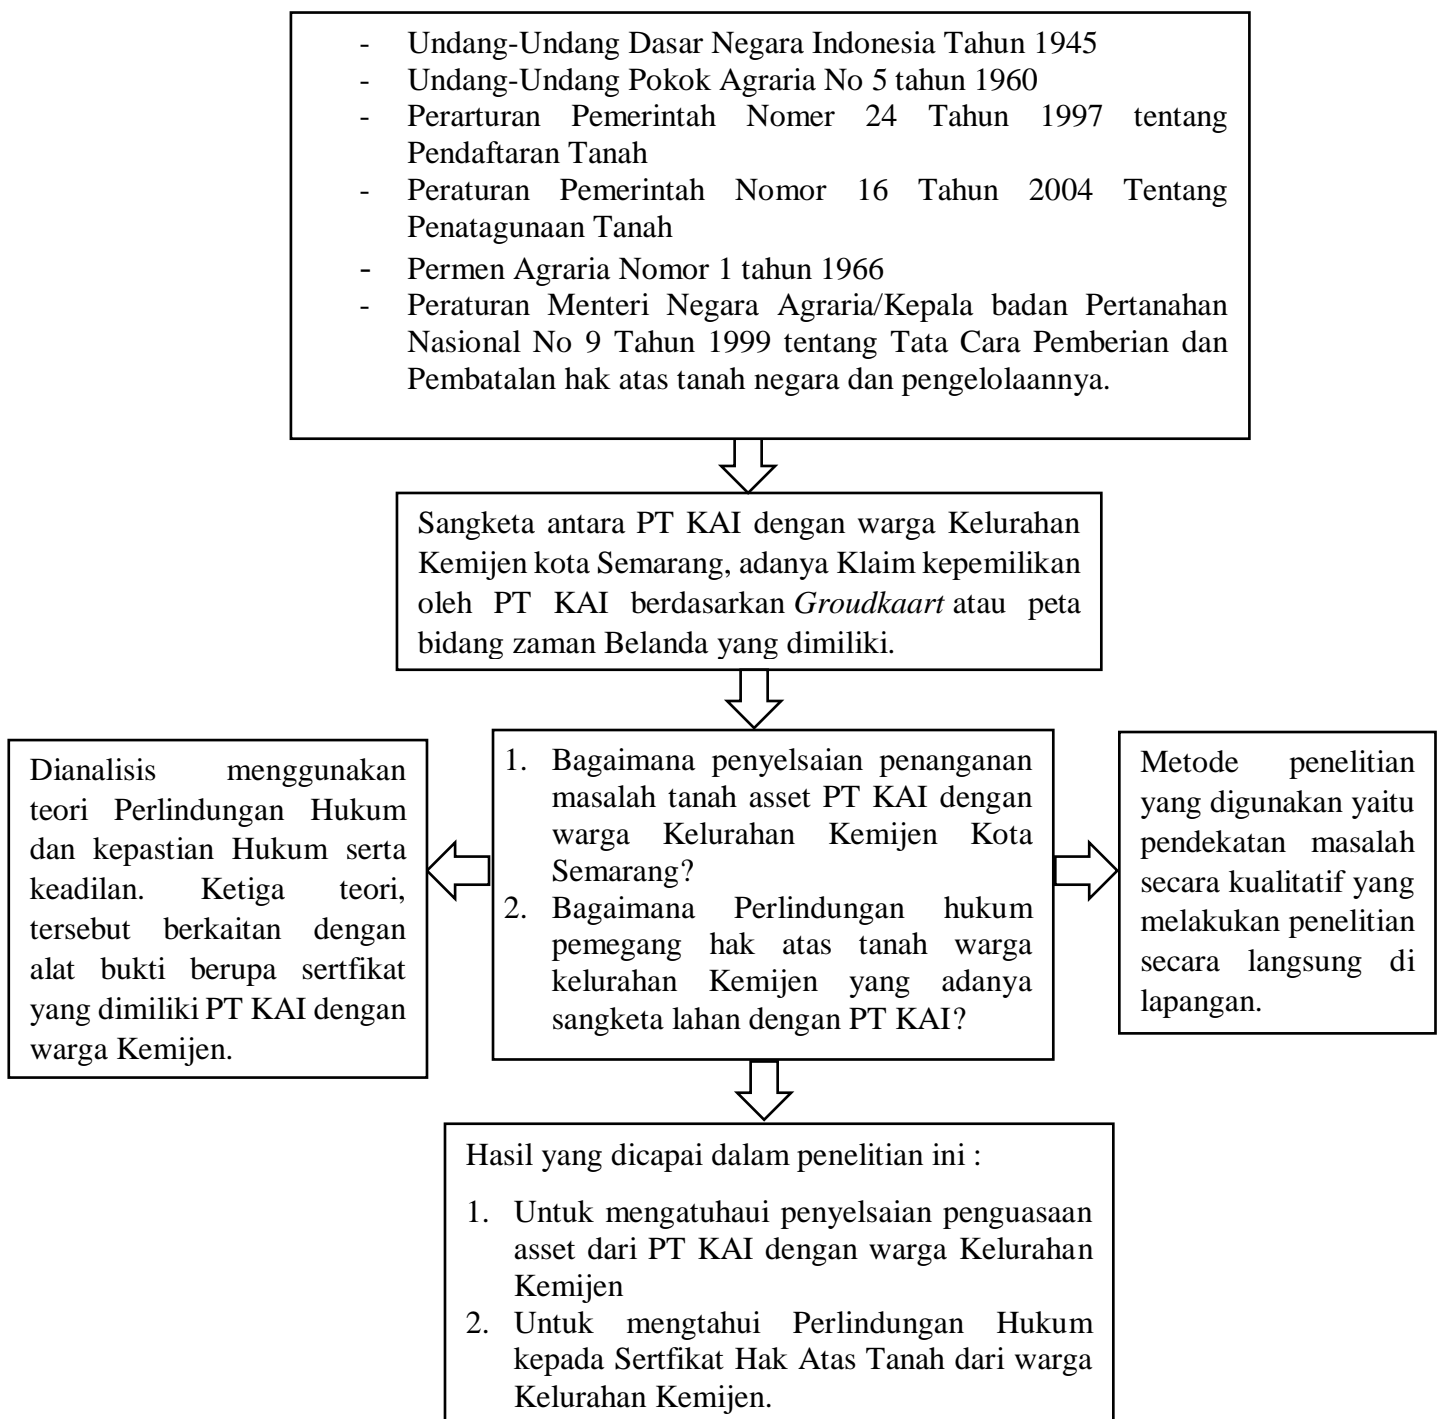 - Undang-Undang Dasar Negara Indonesia Tahun 1945
- Undang-Undang Pokok Agraria No 5 tahun 1960
- Perarturan Pemerintah Nomer 24 Tahun 1997 tentang
Pendaftaran Tanah
- Peraturan Pemerintah Nomor 16 Tahun 2004 Tentang
Penatagunaan Tanah
- Permen Agraria Nomor 1 tahun 1966
- Peraturan Menteri Negara Agraria/Kepala badan Pertanahan
Nasional No 9 Tahun 1999 tentang Tata Cara Pemberian dan
Pembatalan hak atas tanah negara dan pengelolaannya.
Sangketa antara PT KAI dengan warga Kelurahan
Kemijen kota Semarang, adanya Klaim kepemilikan
oleh PT KAI berdasarkan Groudkaart atau peta
bidang zaman Belanda yang dimiliki.
Dianalisis menggunakan
teori Perlindungan Hukum
dan kepastian Hukum serta
keadilan. Ketiga teori,
tersebut berkaitan dengan
alat bukti berupa sertfikat
yang dimiliki PT KAI dengan
warga Kemijen.
1. Bagaimana penyelsaian penanganan
masalah tanah asset PT KAI dengan
warga Kelurahan Kemijen Kota
Semarang?
2. Bagaimana Perlindungan hukum
pemegang hak atas tanah warga
kelurahan Kemijen yang adanya
sangketa lahan dengan PT KAI?
Metode penelitian
yang digunakan yaitu
pendekatan masalah
secara kualitatif yang
melakukan penelitian
secara langsung di
lapangan.
Hasil yang dicapai dalam penelitian ini :
1. Untuk mengatuhaui penyelsaian penguasaan
asset dari PT KAI dengan warga Kelurahan
Kemijen
2. Untuk mengtahui Perlindungan Hukum
kepada Sertfikat Hak Atas Tanah dari warga
Kelurahan Kemijen.